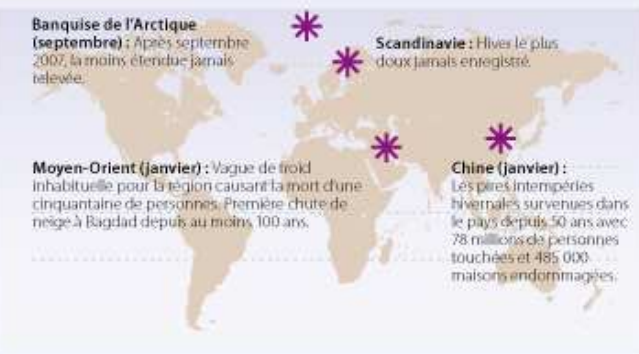 Banquise de l'Arctique
(septembre) : Après septembre
2007, la moins étendue jamais
relevée.
Scandinavie : Hiver le plus
doux jamais enregistré.
Moyen-Orient (janvier) : Vague de froid
inhabituelle pour la région causant la mort d'une
cinquantaine de personnes. Première chute de
neige à Bagdad depuis au moins 100 ans.
Chine (janvier) :
Les pires intempéries
hivernales survenues dans
le pays depuis 50 ans avec
78 millions de personnes
touchées et 485 000
maisons endommagées.